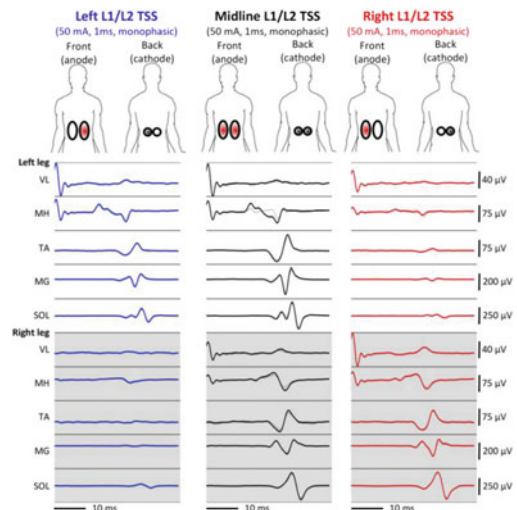 Left L1/L2 TSS Midline L1/L2 TSS Right L1/L2 TSS
(50 mA, 1ms, monophasic) (50 mA, 1ms, monophasic) (50 mA, 1ms, monophasic)
Front Back Front Back Front Back
(anode) (cathode) (anode) (cathode) (anode) (cathode)
Left leg
VL 40 µV
MH 75 µV
TA 75 µV
MG 200 µV
SOL 250 µV
Right leg
VL 40 µV
MH 75 µV
TA 75 µV
MG 200 µV
SOL 250 µV
10 ms 10 ms 10 ms